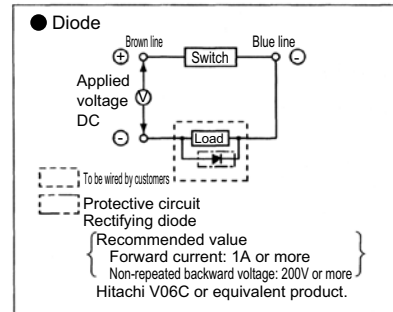 ● Diode
Brown line
Blue line
⊕
Switch
⊖
Applied
voltage
DC
V
⊖
Load
To be wired by customers
Protective circuit
Rectifying diode
Recommended value
Forward current: 1A or more
Non-repeated backward voltage: 200V or more
Hitachi V06C or equivalent product.